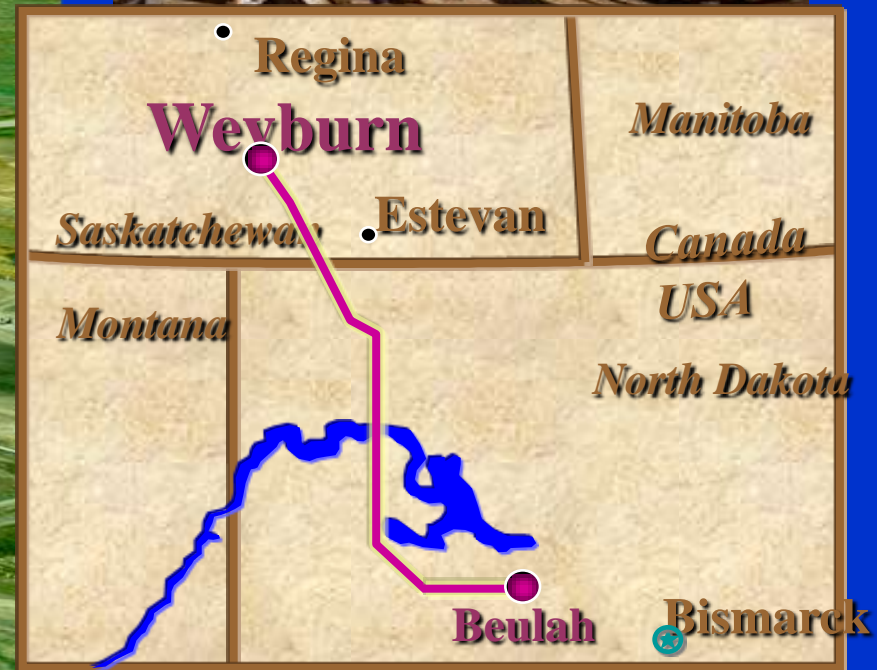 Regina
Weyburn
Manitoba
Saskatchewan
Estevan
Canada
USA
Montana
North Dakota
Beulah
Bismarck